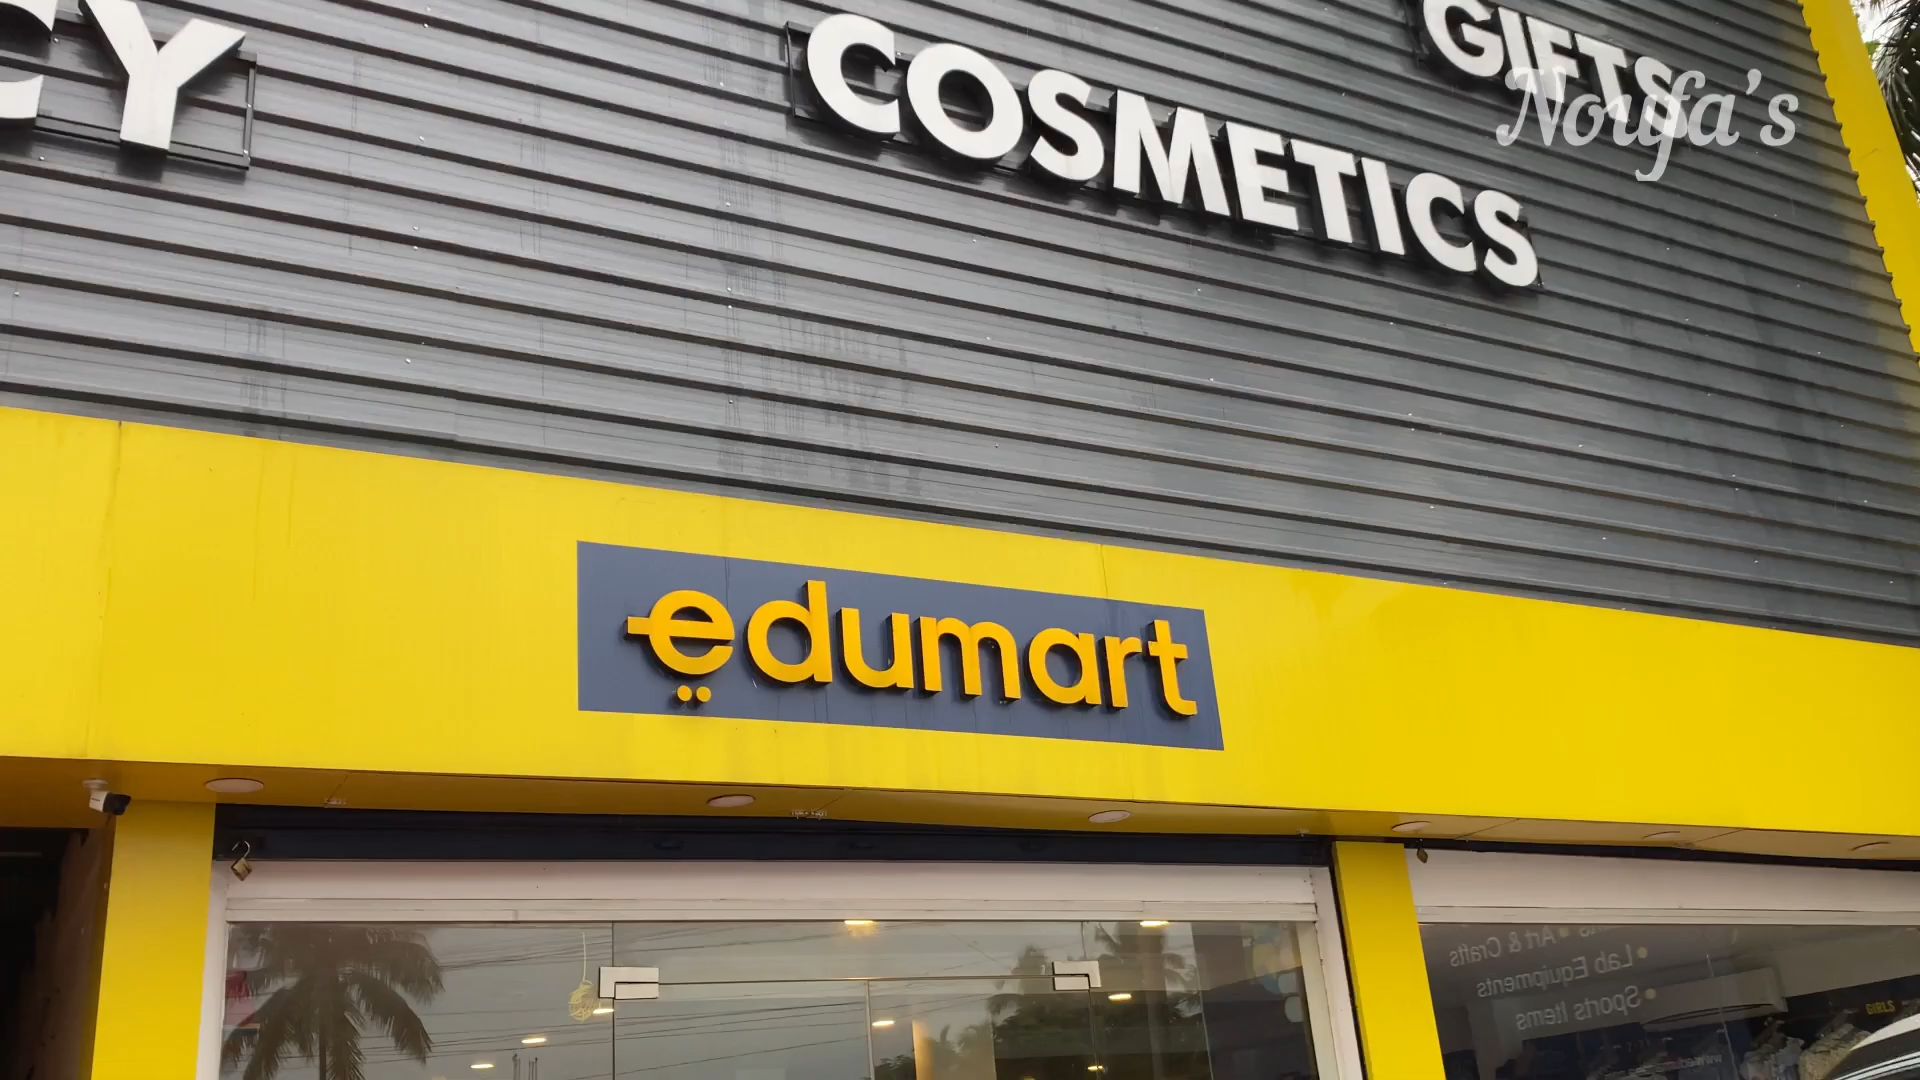 CY
COSMETICS
GIFTS
Noufa's
edumart
• Art & Crafts
• Lab Equipments
• Sports Items
GIRLS